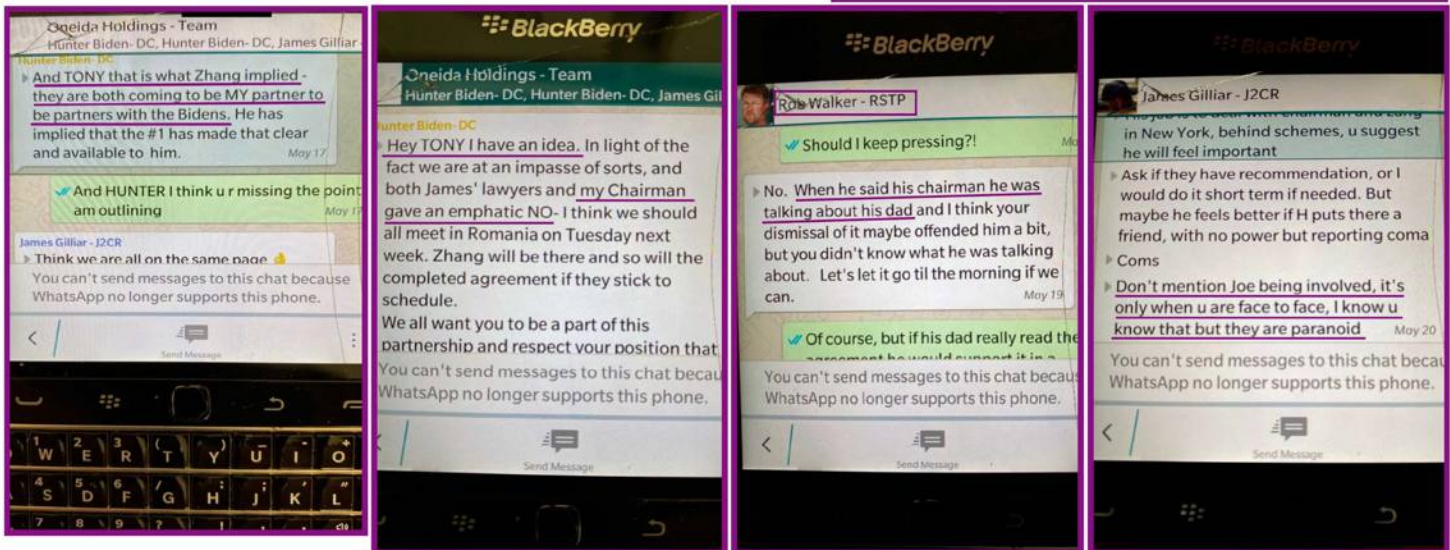 Oneida Holdings - Team
Hunter Biden- DC, Hunter Biden- DC, James Gilliar
Hunter Biden- DC
And TONY that is what Zhang implied -
they are both coming to be MY partner to
be partners with the Bidens. He has
implied that the #1 has made that clear
and available to him.
May 17
And HUNTER I think u r missing the point
am outlining
May 17
James Gilliar - J2CR
Think we are all on the same page
You can't send messages to this chat because
WhatsApp no longer supports this phone.
Send Message
1 2 3 ( ) _ - +
W E R T Y U I O
4 5 6 / : ; ' "
S D F G H J K L
7 8 9 ? ! , .
BlackBerry
Oneida Holdings - Team
Hunter Biden- DC, Hunter Biden- DC, James Gil
Hunter Biden- DC
Hey TONY I have an idea. In light of the
fact we are at an impasse of sorts, and
both James' lawyers and my Chairman
gave an emphatic NO- I think we should
all meet in Romania on Tuesday next
week. Zhang will be there and so will the
completed agreement if they stick to
schedule.
We all want you to be a part of this
partnership and respect your position that
You can't send messages to this chat becau
WhatsApp no longer supports this phone.
Send Message
BlackBerry
Rob Walker - RSTP
Should I keep pressing?!
No. When he said his chairman he was
talking about his dad and I think your
dismissal of it maybe offended him a bit,
but you didn't know what he was talking
about. Let's let it go til the morning if we
can.
May 19
Of course, but if his dad really read the
agreement he would support it in a
You can't send messages to this chat becaus
WhatsApp no longer supports this phone.
Send Message
BlackBerry
James Gilliar - J2CR
in New York, behind schemes, u suggest
he will feel important
Ask if they have recommendation, or I
would do it short term if needed. But
maybe he feels better if H puts there a
friend, with no power but reporting coma
Coms
Don't mention Joe being involved, it's
only when u are face to face, I know u
know that but they are paranoid
May 20
You can't send messages to this chat becau
WhatsApp no longer supports this phone.
Send Message